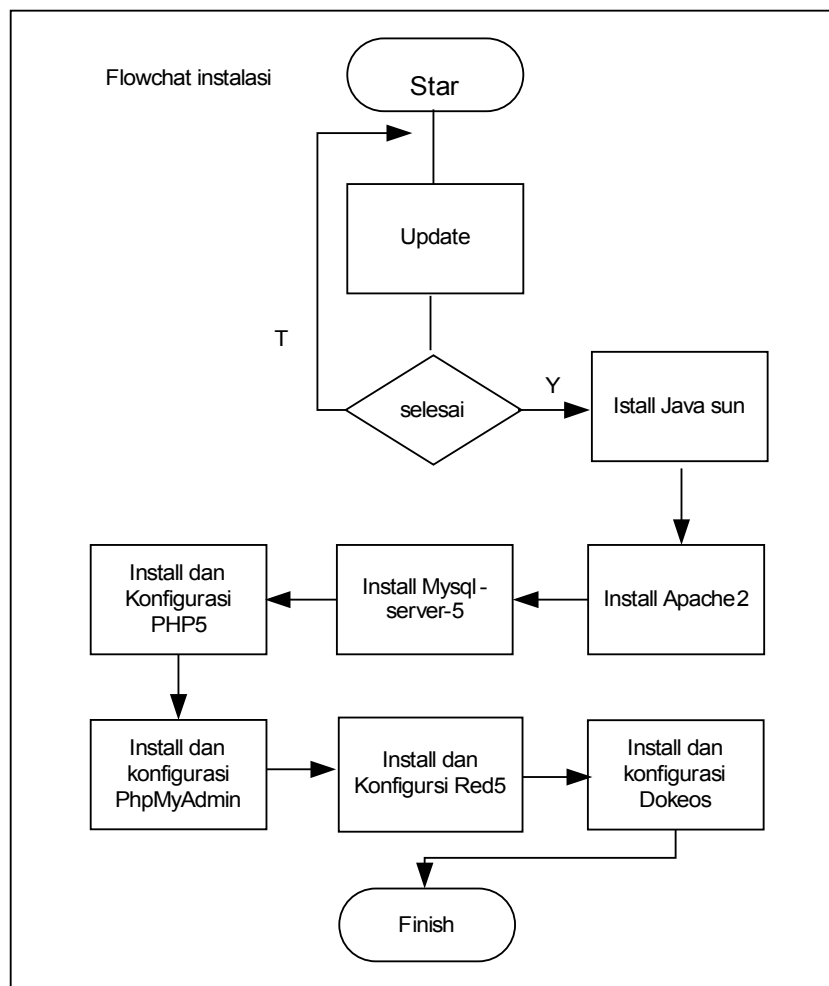 Flowchat instalasi
Star
Update
T
selesai
Y
Istall Java sun
Install Apache2
Install Mysql-
server-5
Install dan
Konfigurasi
PHP5
Install dan
konfigurasi
PhpMyAdmin
Install dan
Konfigursi Red5
Install dan
konfigurasi
Dokeos
Finish